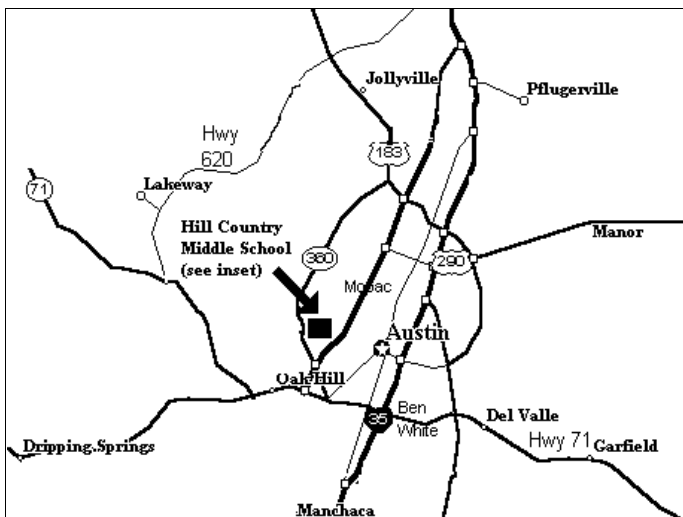 Jollyville
Pflugerville
Hwy
620
183
71
Lakeway
Hill Country
Middle School
(see inset)
360
Manor
290
Mopac
Austin
Oak Hill
Ben
White
35
Del Valle
Hwy 71
Garfield
Dripping.Springs
Manchaca